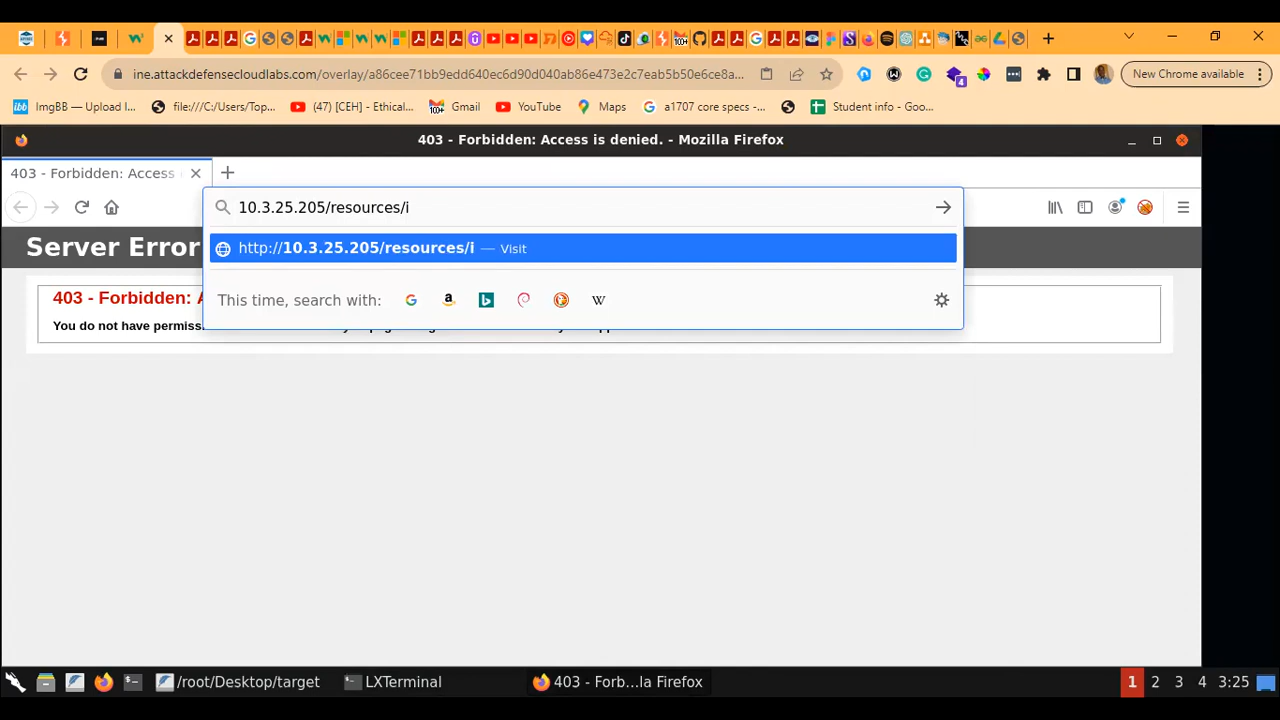 ine.attackdefensecloudlabs.com/overlay/a86cee71bb9edd640ec6d90d040ab86e473e2c7eab5b50e6ce8a...
New Chrome available
ImgBB — Upload I...
file:///C:/Users/Top...
(47) [CEH] - Ethical...
Gmail
YouTube
Maps
a1707 core specs -...
Student info - Goo...
403 - Forbidden: Access is denied. - Mozilla Firefox
403 - Forbidden: Access
10.3.25.205/resources/i
http://10.3.25.205/resources/i — Visit
This time, search with:
Server Error
403 - Forbidden: A
You do not have permiss
/root/Desktop/target
LXTerminal
403 - Forb...la Firefox
1 2 3 4 3:25